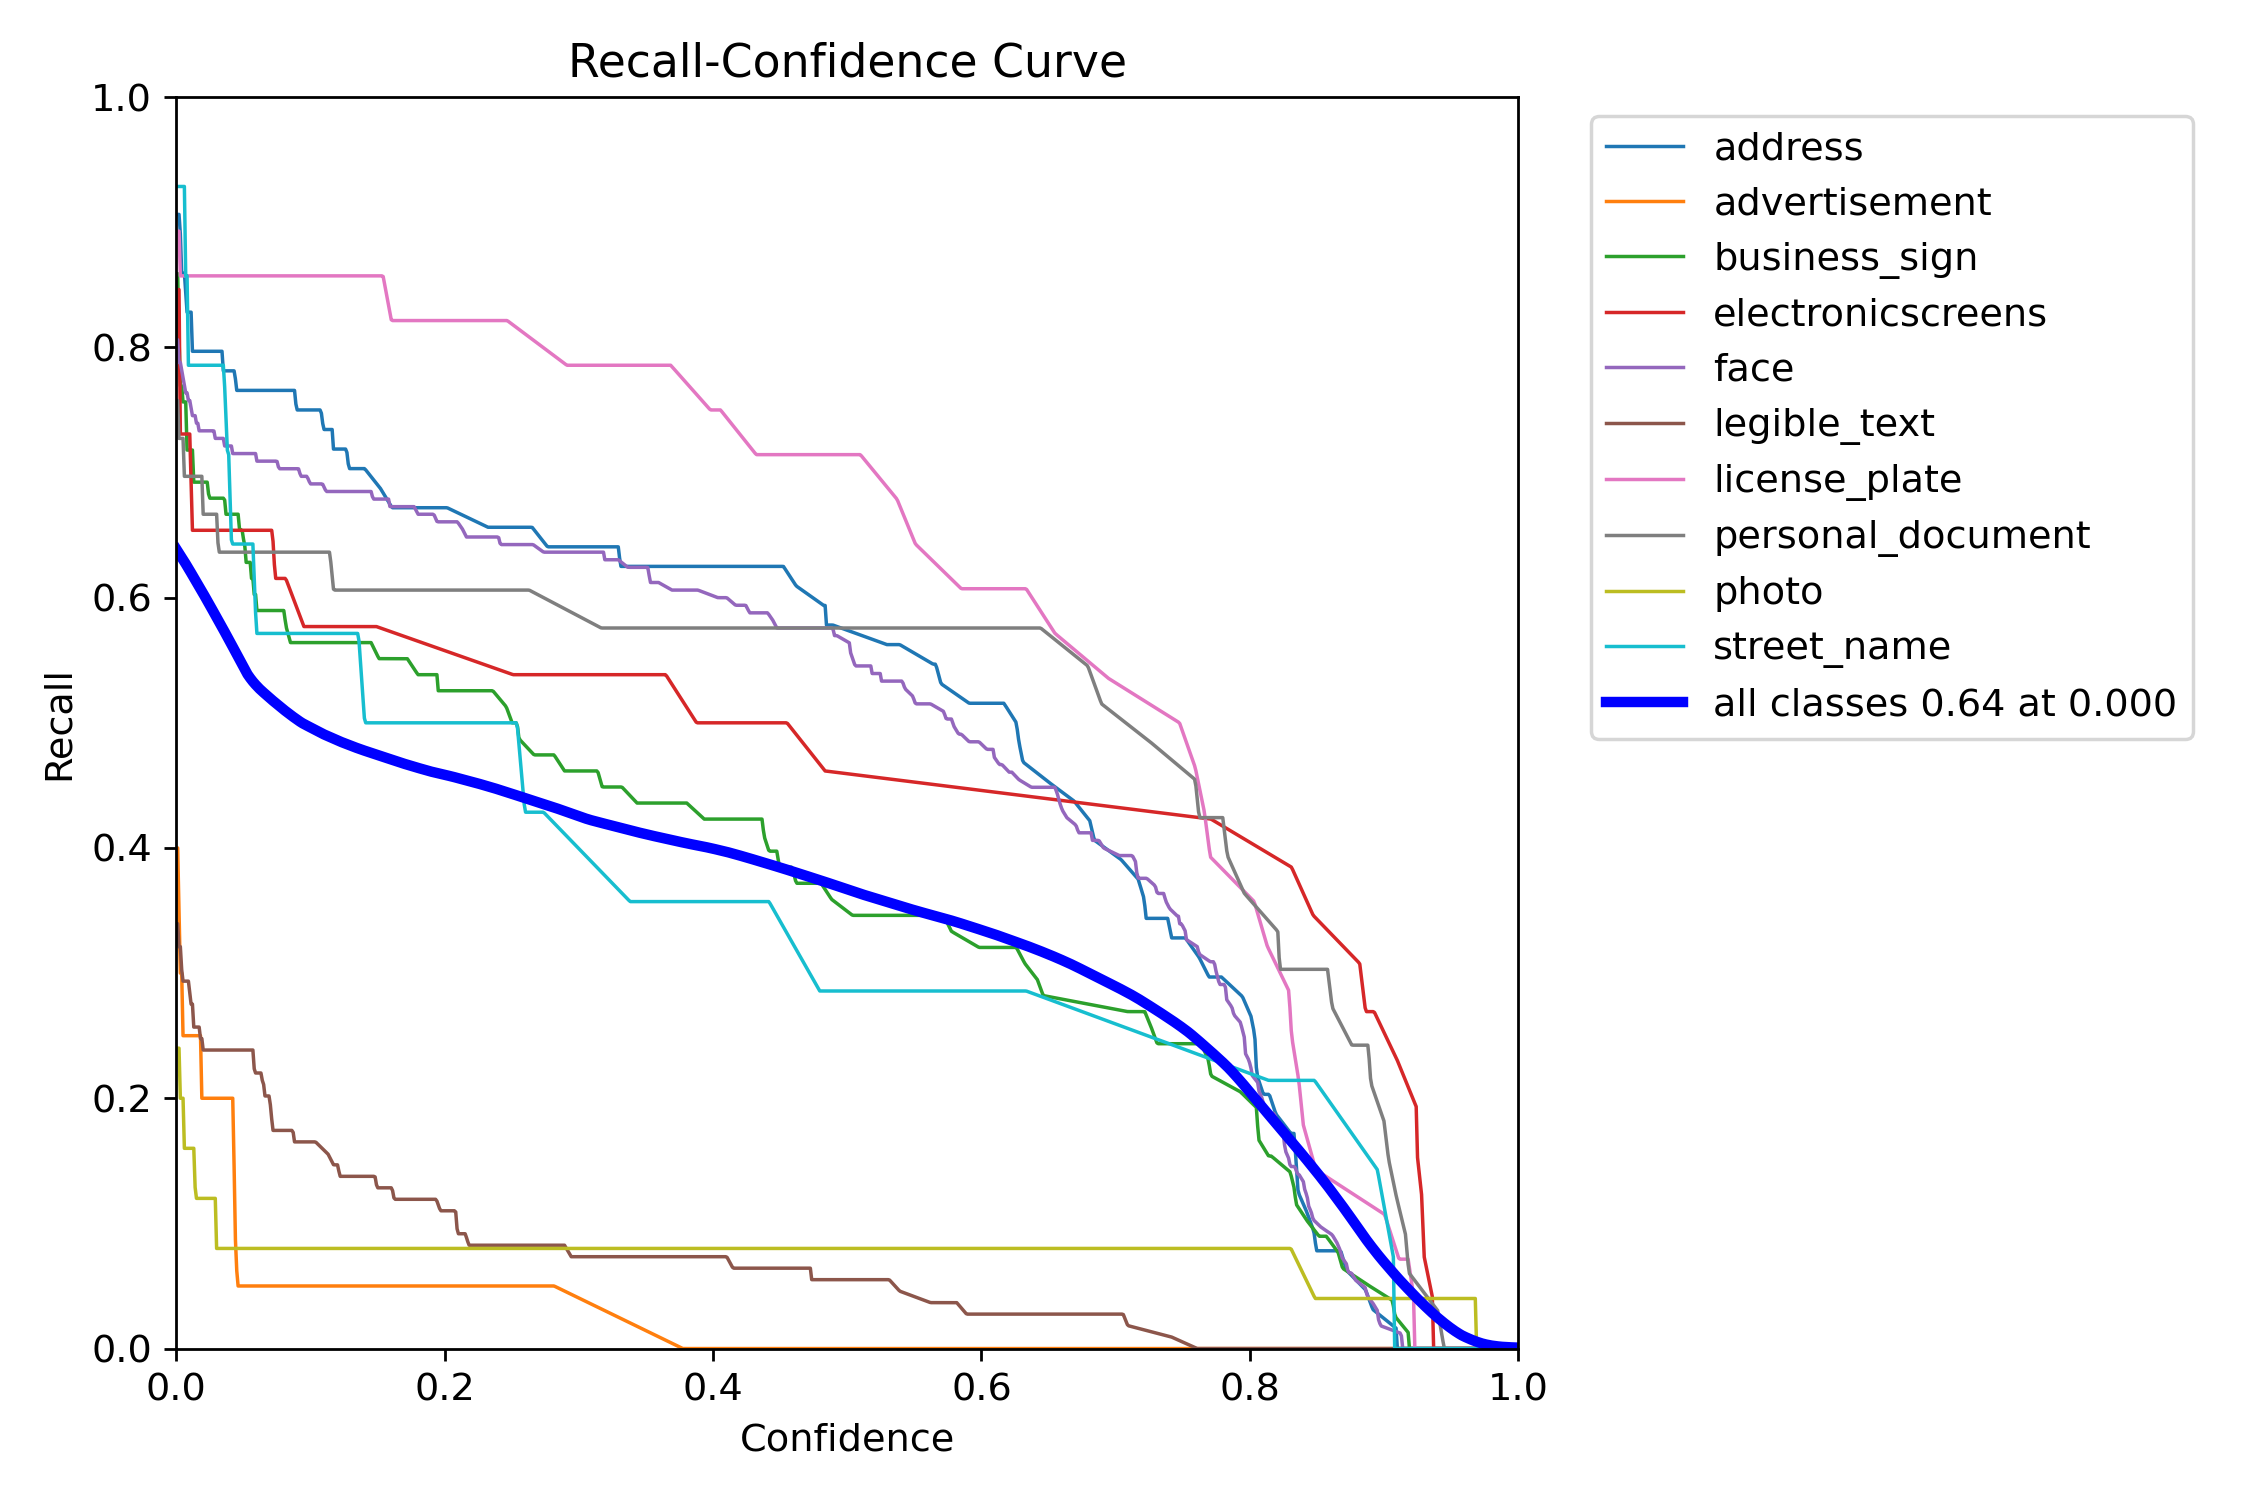 Recall-Confidence Curve
1.0
0.8
0.6
0.4
0.2
0.0
Recall
0.0 0.2 0.4 0.6 0.8 1.0
Confidence
address
advertisement
business_sign
electronicscreens
face
legible_text
license_plate
personal_document
photo
street_name
all classes 0.64 at 0.000